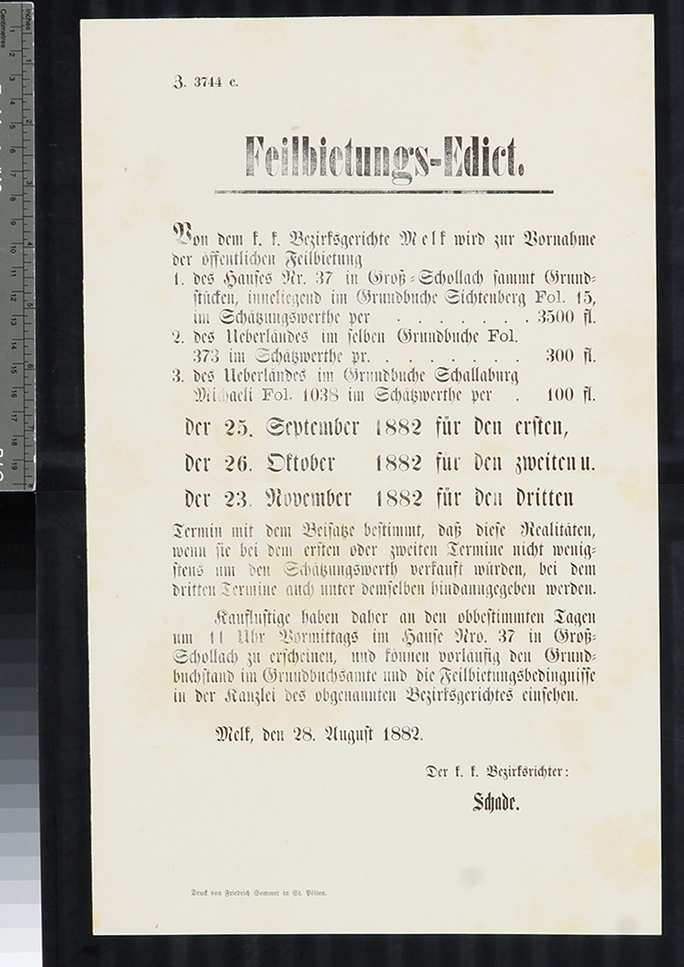 Z. 3744 c.
Feilbietungs-Edict.
Von dem k. k. Bezirksgerichte Melk wird zur Vornahme
der öffentlichen Feilbietung
1. des Hauses Nr. 37 in Groß-Schollach sammt Grund-
stücken, inneliegend im Grundbuche Sichtenberg Fol. 15,
im Schätzungswerthe per . . . . . . . 3500 fl.
2. des Ueberlandes im selben Grundbuche Fol.
373 im Schätzwerthe pr. . . . . . . . 300 fl.
3. des Ueberlandes im Grundbuche Schallaburg
Michaeli Fol. 1038 im Schätzwerthe per . 100 fl.
der 25. September 1882 für den ersten,
der 26. Oktober 1882 für den zweiten u.
der 23. November 1882 für den dritten
Termin mit dem Beisatze bestimmt, daß diese Realitäten,
wenn sie bei dem ersten oder zweiten Termine nicht wenig-
stens um den Schätzungswerth verkauft würden, bei dem
dritten Termine auch unter demselben hindanngegeben werden.
Kauflustige haben daher an den obbestimmten Tagen
um 11 Uhr Vormittags im Hause Nro. 37 in Groß-
Schollach zu erscheinen, und können vorläufig den Grund-
buchstand im Grundbuchsamte und die Feilbietungsbedingnisse
in der Kanzlei des obgenannten Bezirksgerichtes einsehen.
Melk, den 28. August 1882.
Der k. k. Bezirksrichter:
Schade.
Druck von Friedrich Sommer in St. Pölten.